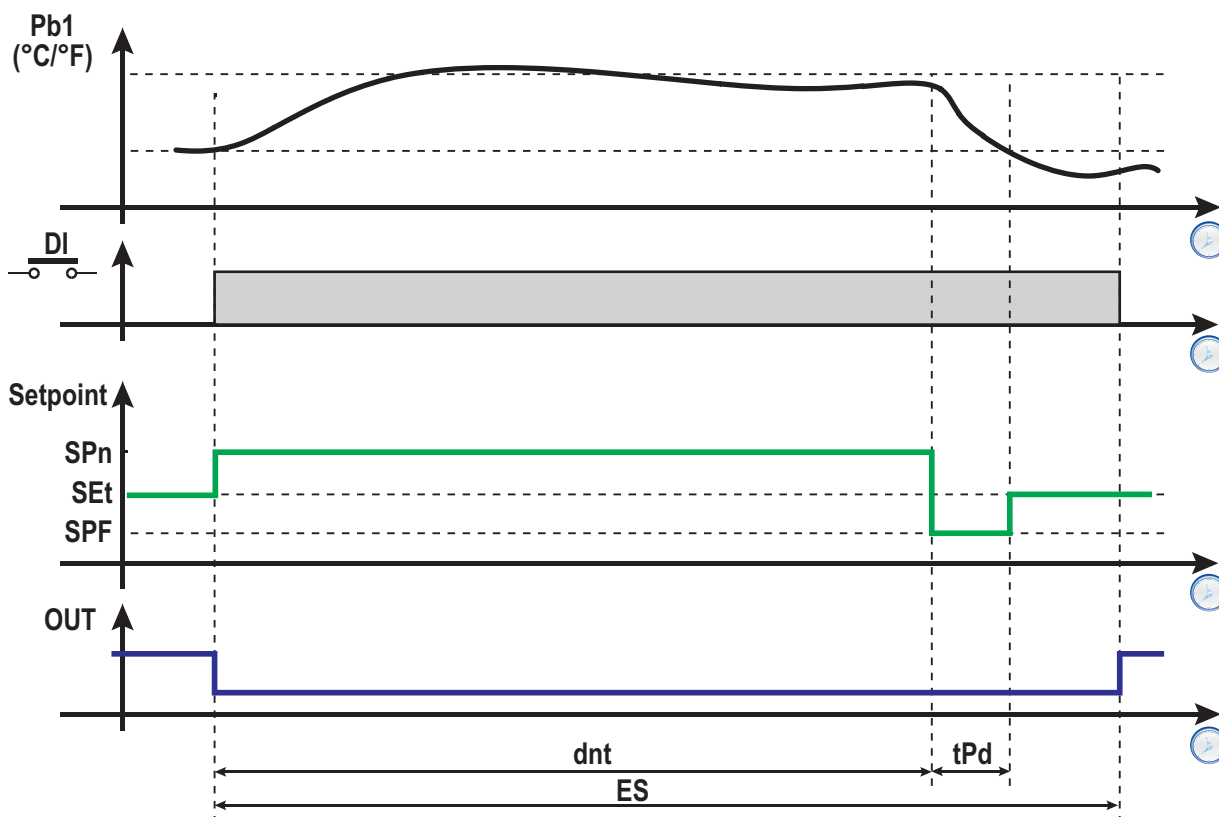 Pb1
(°C/°F)
DI
Setpoint
SPn
SEt
SPF
OUT
dnt
tPd
ES